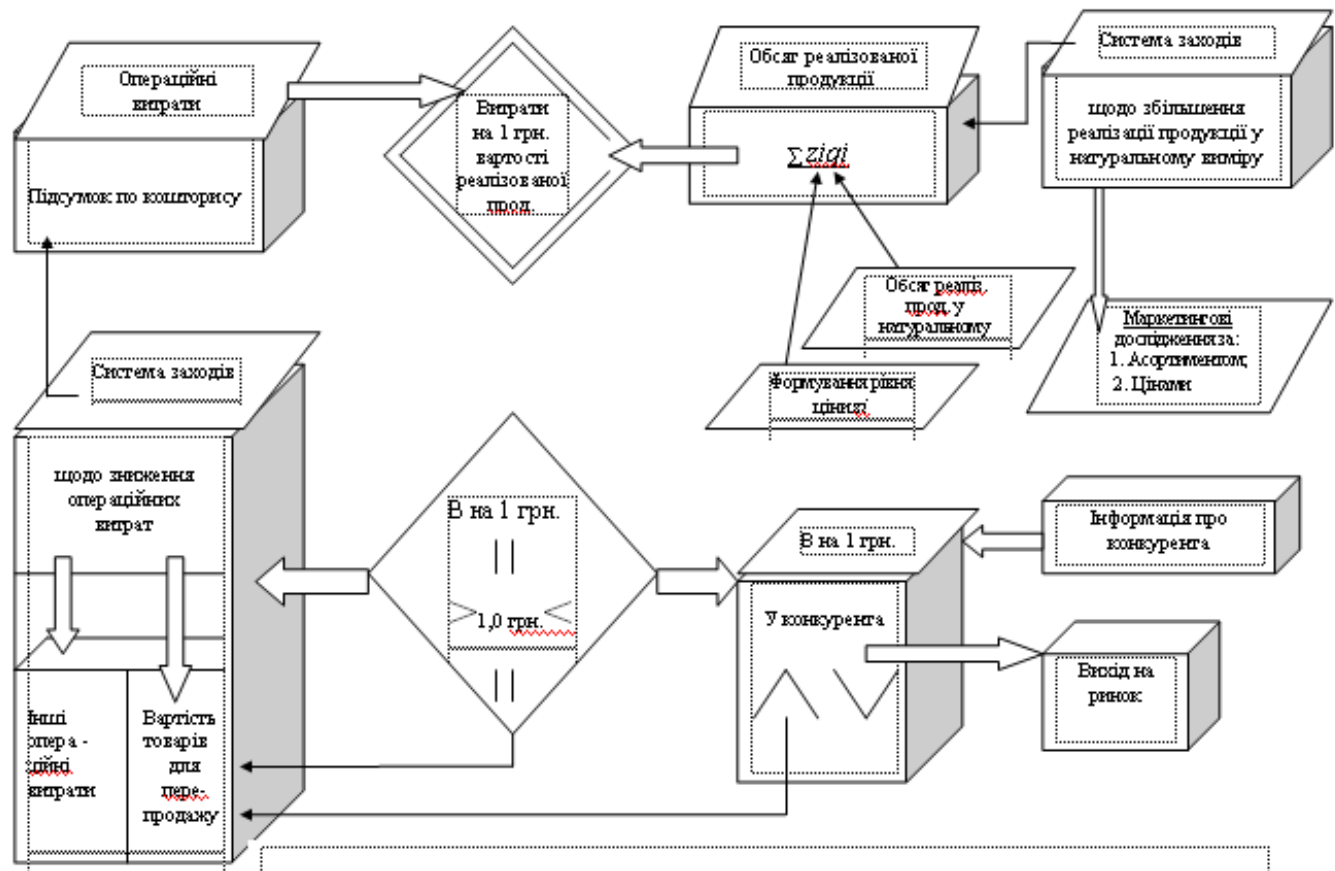 Операційні
витрати
Підсумок по кошторису
Витрати
на 1 грн.
вартості
реалізованої
прод.
Обсяг реалізованої
продукції
∑ziqi
Система заходів
щодо збільшення
реалізації продукції у
натуральному виміру
Обсяг реаліз.
прод. у
натуральному
Формування рівня
ціни zi
Маркетингові
дослідження за:
1. Асортиментом;
2. Цінами
Система заходів
щодо зниження
операційних
витрат
Інші
опера -
ційні
витрати
Вартість
товарів
для
пере-
продажу
В на 1 грн.
||
> 1,0 грн. <
||
В на 1 грн.
У конкурента
Інформація про
конкурента
Вихід на
ринок